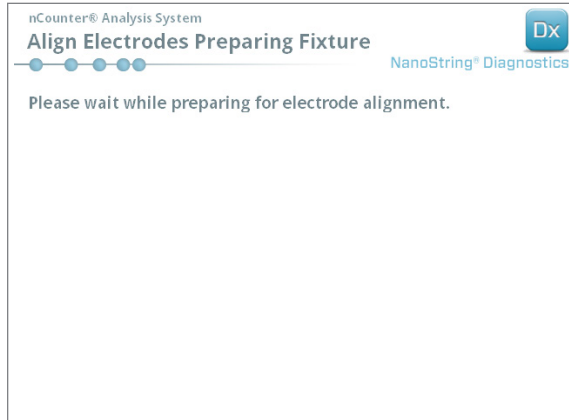 nCounter® Analysis System
Align Electrodes Preparing Fixture
Dx
NanoString® Diagnostics
Please wait while preparing for electrode alignment.